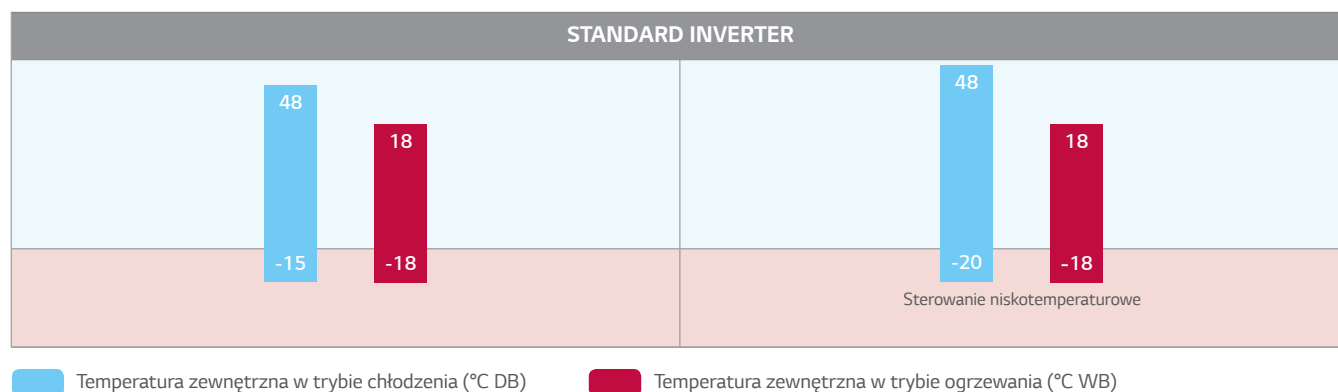 STANDARD INVERTER
48
18
-15
-18
48
18
-20
-18
Sterowanie niskotemperaturowe
Temperatura zewnętrzna w trybie chłodzenia (°C DB)
Temperatura zewnętrzna w trybie ogrzewania (°C WB)